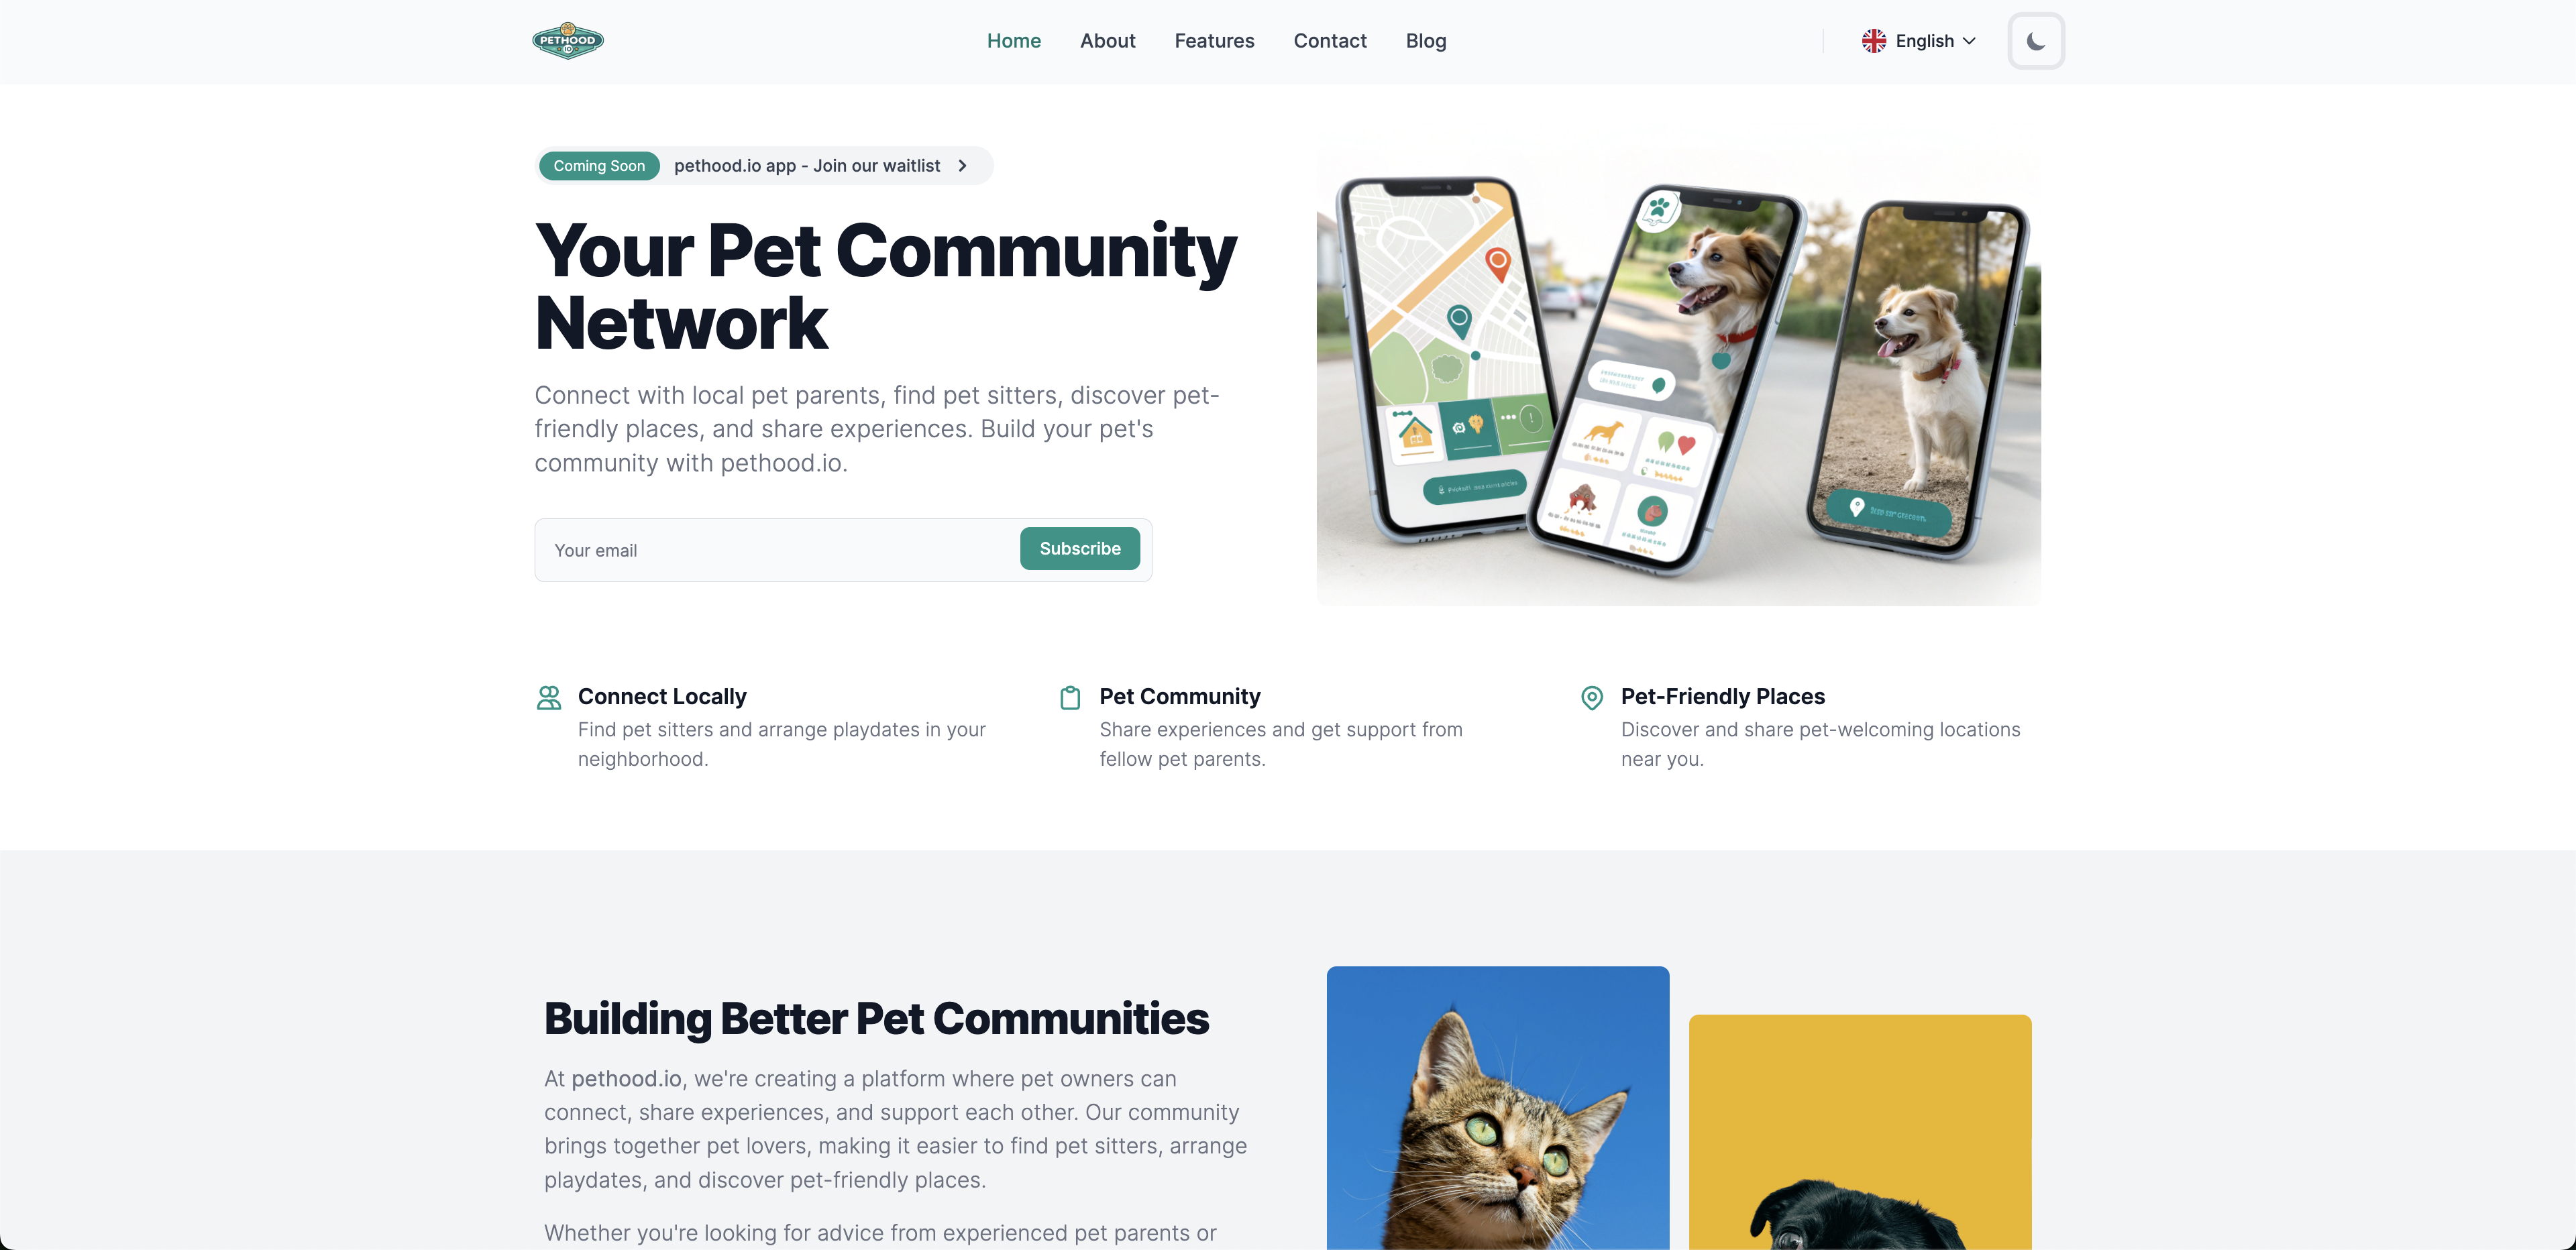 PETHOOD
IO
Home
About
Features
Contact
Blog
English
Coming Soon
pethood.io app - Join our waitlist
Your Pet Community
Network
Connect with local pet parents, find pet sitters, discover pet-
friendly places, and share experiences. Build your pet's
community with pethood.io.
Your email
Subscribe
Connect Locally
Find pet sitters and arrange playdates in your
neighborhood.
Pet Community
Share experiences and get support from
fellow pet parents.
Pet-Friendly Places
Discover and share pet-welcoming locations
near you.
Building Better Pet Communities
At pethood.io, we're creating a platform where pet owners can
connect, share experiences, and support each other. Our community
brings together pet lovers, making it easier to find pet sitters, arrange
playdates, and discover pet-friendly places.
Whether you're looking for advice from experienced pet parents or